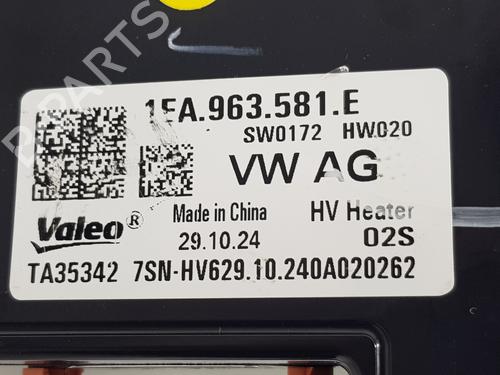 1EA.963.581.E
SW0172 HW020
VW AG
Valeo® Made in China HV Heater
29.10.24 02S
TA35342 7SN-HV629.10.240A020262